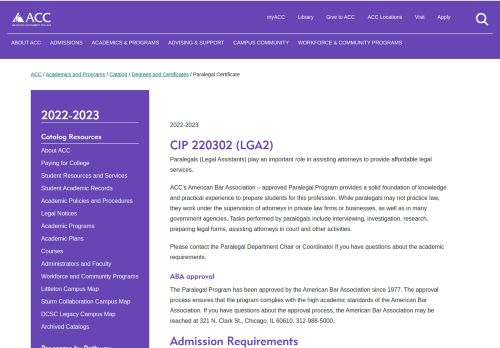 ACC
myACC Library Give to ACC ACC Locations Visit Apply
ABOUT ACC ADMISSIONS ACADEMICS & PROGRAMS ADVISING & SUPPORT CAMPUS COMMUNITY WORKFORCE & COMMUNITY PROGRAMS
ACC / Academics and Programs / Catalog / Degrees and Certificates / Paralegal Certificate
2022-2023
Catalog Resources
About ACC
Paying for College
Student Resources and Services
Student Academic Records
Academic Policies and Procedures
Legal Notices
Academic Programs
Academic Plans
Courses
Administrators and Faculty
Workforce and Community Programs
Littleton Campus Map
Sturm Collaboration Campus Map
DCSC Legacy Campus Map
Archived Catalogs
Programs by Pathway
2022-2023
CIP 220302 (LGA2)
Paralegals (Legal Assistants) play an important role in assisting attorneys to provide affordable legal
services.
ACC's American Bar Association – approved Paralegal Program provides a solid foundation of knowledge
and practical experience to prepare students for this profession. While paralegals may not practice law,
they work under the supervision of attorneys in private law firms or businesses, as well as in many
government agencies. Tasks performed by paralegals include interviewing, investigation, research,
preparing legal forms, assisting attorneys in court and other activities.
Please contact the Paralegal Department Chair or Coordinator if you have questions about the academic
requirements.
ABA approval
The Paralegal Program has been approved by the American Bar Association since 1977. The approval
process ensures that the program complies with the high academic standards of the American Bar
Association. If you have questions about the approval process, the American Bar Association may be
reached at 321 N. Clark St., Chicago, IL 60610, 312-988-5000.
Admission Requirements